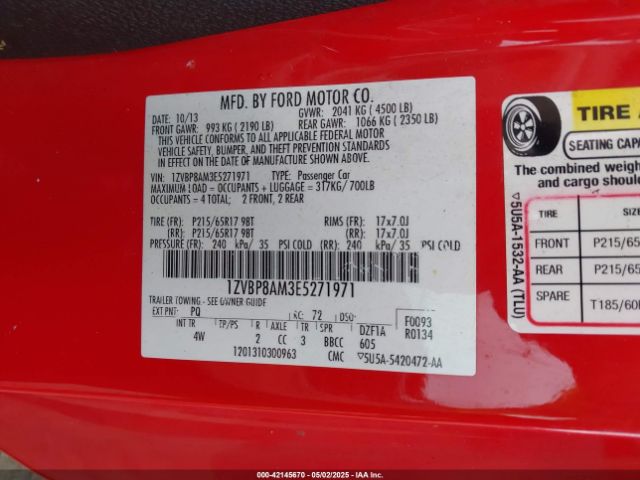 MFD. BY FORD MOTOR CO.
DATE: 10/13 GVWR: 2041 KG ( 4500 LB)
FRONT GAWR: 993 KG ( 2190 LB) REAR GAWR: 1066 KG ( 2350 LB)
THIS VEHICLE CONFORMS TO ALL APPLICABLE FEDERAL MOTOR
VEHICLE SAFETY, BUMPER, AND THEFT PREVENTION STANDARDS
IN EFFECT ON THE DATE OF MANUFACTURE SHOWN ABOVE.
VIN: 1ZVBP8AM3E5271971 TYPE: Passenger Car
MAXIMUM LOAD = OCCUPANTS + LUGGAGE = 317KG/ 700LB
OCCUPANTS = 4 TOTAL; 2 FRONT, 2 REAR
TIRE (FR): P215/65R17 98T RIMS (FR): 17x7.0J
(RR): P215/65R17 98T (RR): 17x7.0J
PRESSURE (FR): 240 kPa/ 35 PSI COLD (RR): 240 kPa/ 35 PSI COLD
1ZVBP8AM3E5271971
TRAILER TOWING - SEE OWNER GUIDE
EXT PNT: PQ RC: 72 DSO: F0093
INT TR TP/PS R AXLE TR SPR DZF1A R0134
4W 2 CC 3 BBCC 605
1201310300963 CMC ▽5U5A-5420472-AA
TIRE
SEATING CAPA
The combined weigh
and cargo shou
▽5U5A-1532-AA (TLU)
TIRE SIZE
FRONT P215/65
REAR P215/65
SPARE T185/60
000-42145670 - 05/02/2025 - IAAI.COM